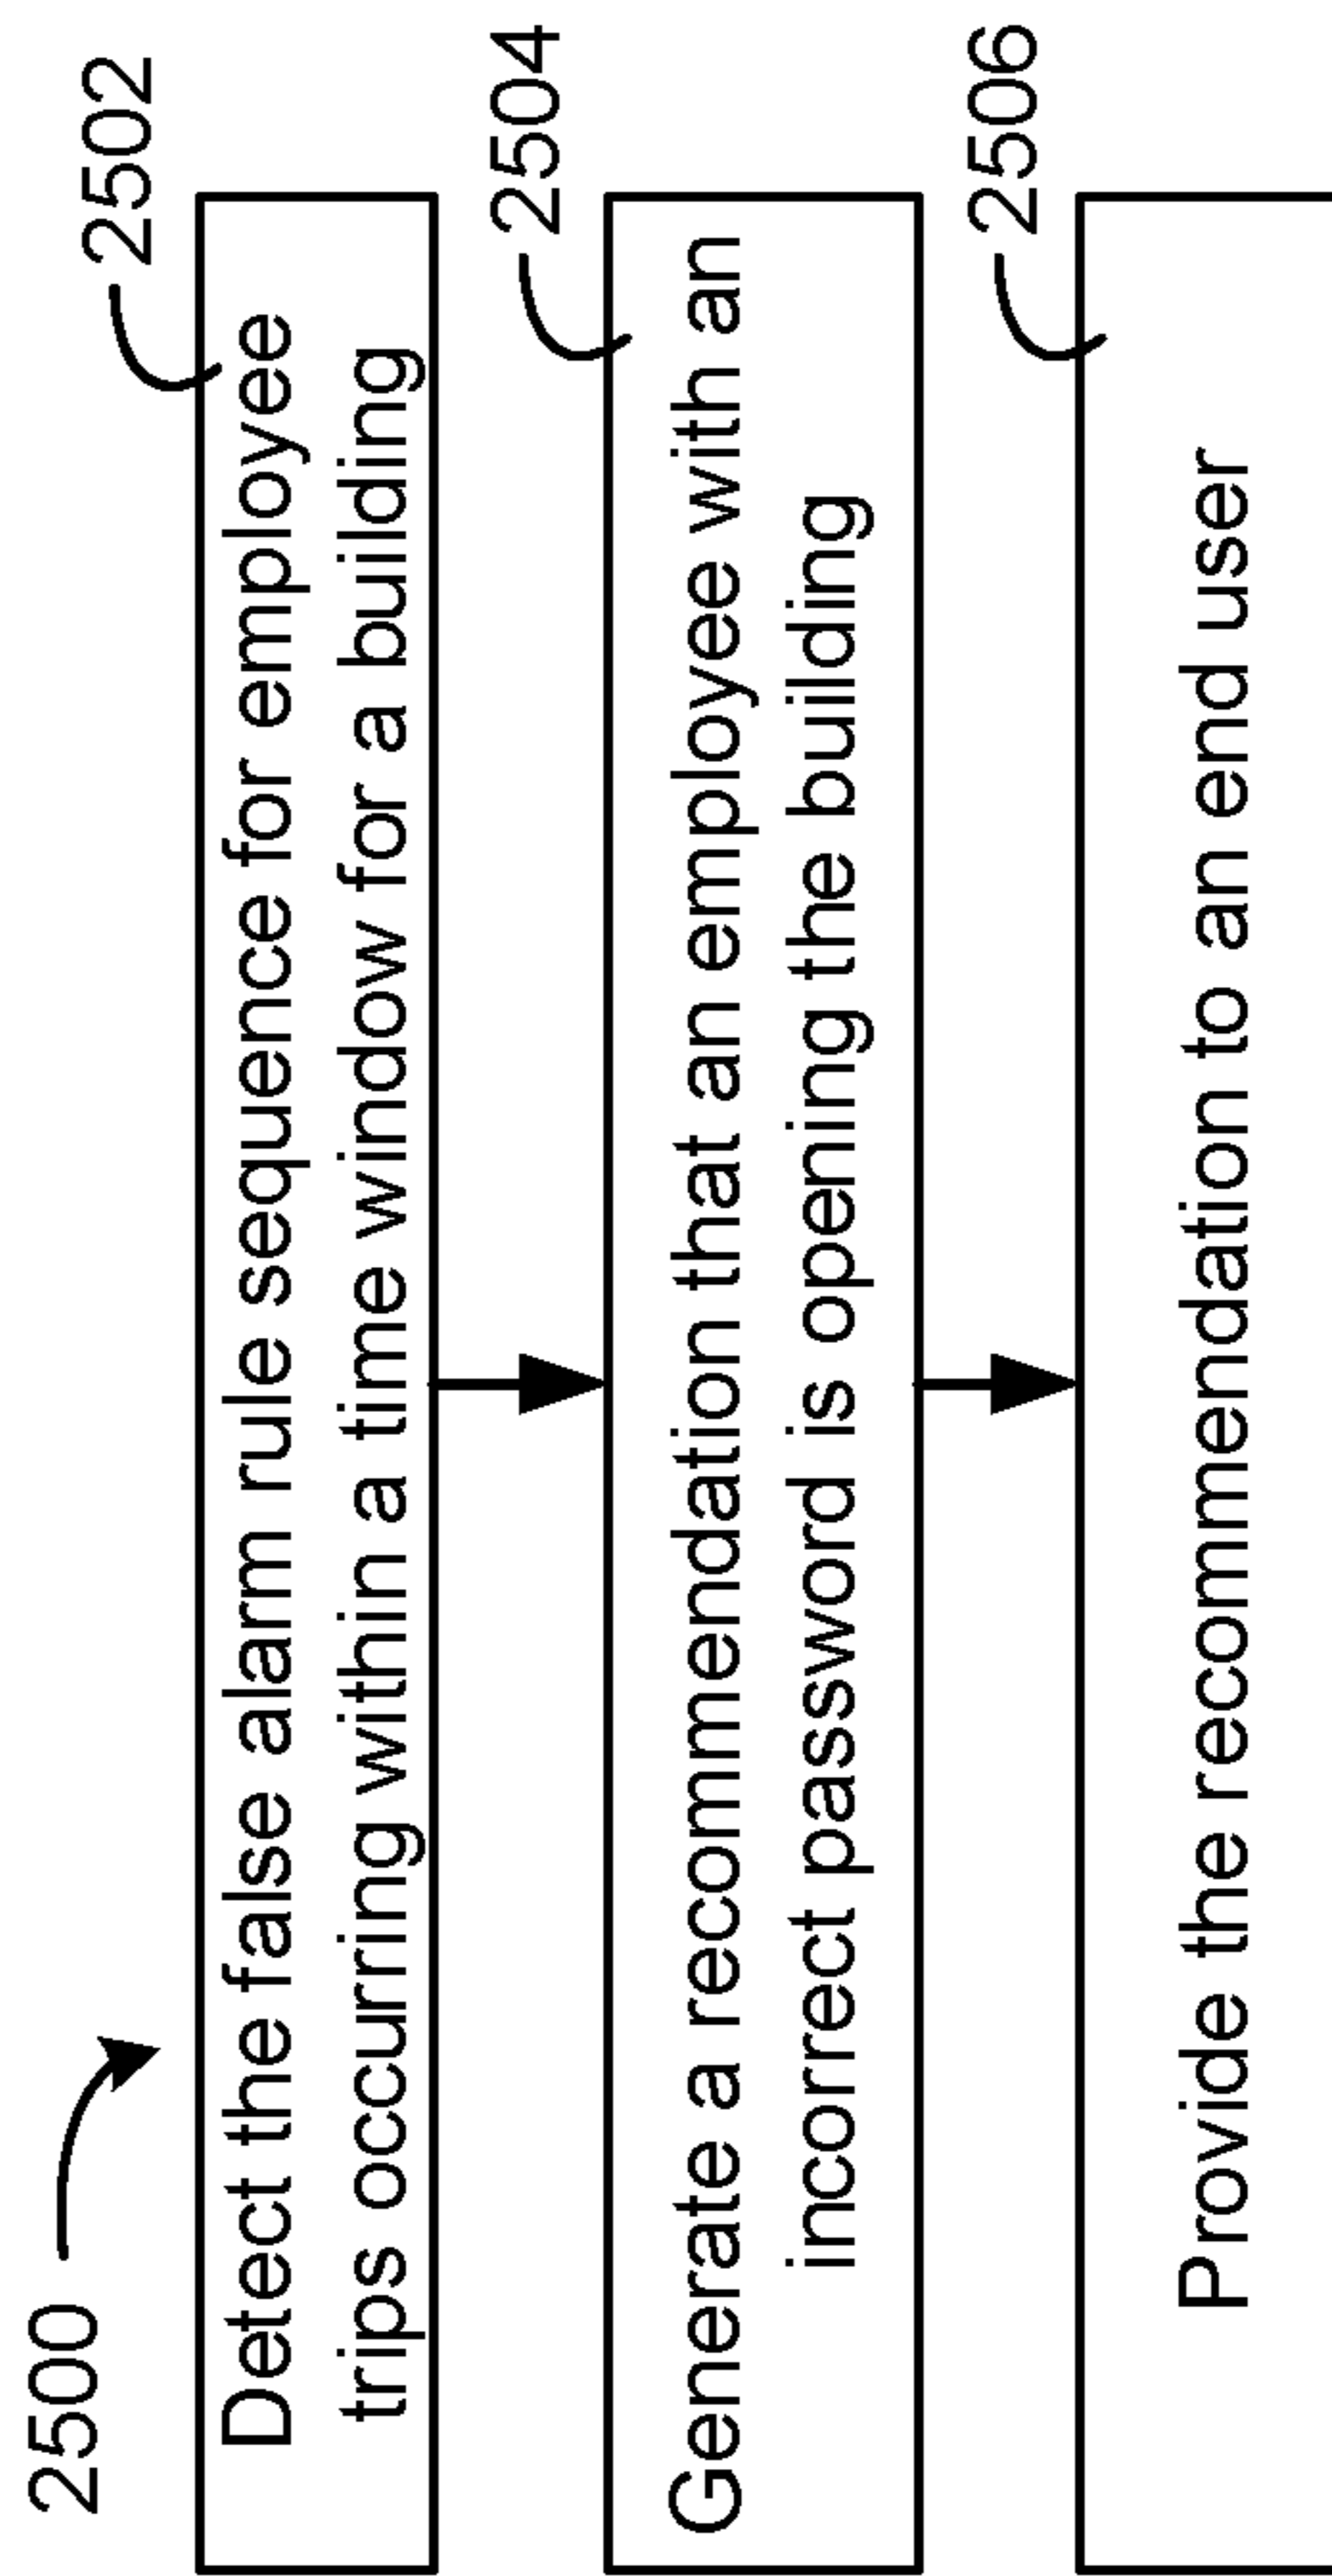 2500
2502
Detect the false alarm rule sequence for employee
trips occurring within a time window for a building
2504
Generate a recommendation that an employee with an
incorrect password is opening the building
2506
Provide the recommendation to an end user